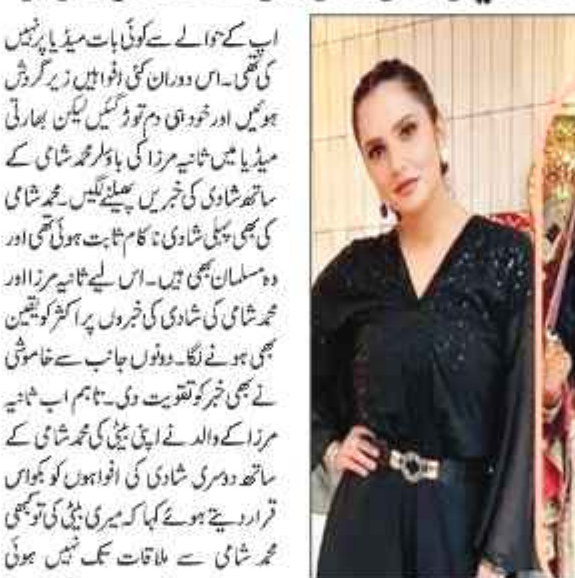 اپ کے حوالے سے کوئی بات میڈیا پر نہیں
کی تھی۔ اس دوران کئی افواہیں زیر گردش
ہوئیں اور خود ہی دم توڑ گئیں لیکن بھارتی
میڈیا میں ثانیہ مرزا کی باؤلر محمد شامی کے
ساتھ شادی کی خبریں پھیلنے لگیں۔ محمد شامی
کی بھی پہلی شادی ناکام ثابت ہوئی تھی اور
وہ مسلمان بھی ہیں۔ اس لیے ثانیہ مرزا اور
محمد شامی کی شادی کی خبروں پر اکثر کو یقین
بھی ہونے لگا۔ دونوں جانب سے خاموشی
نے بھی خبر کو تقویت دی۔ تاہم اب ثانیہ
مرزا کے والد نے اپنی بیٹی کی محمد شامی کے
ساتھ دوسری شادی کی افواہوں کو بکواس
قرار دیتے ہوئے کہا کہ میری بیٹی کی تو کبھی
محمد شامی سے ملاقات تک نہیں ہوئی